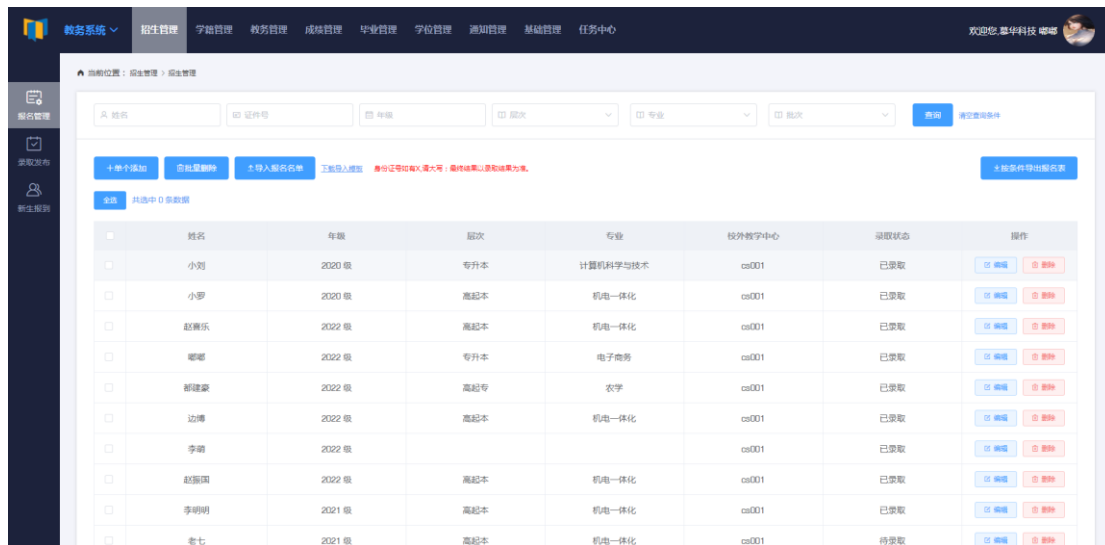 教务系统 招生管理 学籍管理 教务管理 成绩管理 毕业管理 学位管理 通知管理 基础管理 任务中心 欢迎您,慕华科技 嘟嘟
当前位置： 招生管理 > 招生管理
报名管理
录取发布
新生报到
姓名 证件号 年级 层次 专业 批次 查询 清空查询条件
+单个添加 批量删除 导入报名名单 下载导入模板 身份证号如有X,请大写；最终结果以录取结果为准。 按条件导出报名表
全选 共选中 0 条数据
姓名 年级 层次 专业 校外教学中心 录取状态 操作
小刘 2020 级 专升本 计算机科学与技术 cs001 已录取 编辑 删除
小罗 2020 级 高起本 机电一体化 cs001 已录取 编辑 删除
赵喜乐 2022 级 高起本 机电一体化 cs001 已录取 编辑 删除
嘟嘟 2022 级 专升本 电子商务 cs001 已录取 编辑 删除
郝建豪 2022 级 高起专 农学 cs001 已录取 编辑 删除
边博 2022 级 高起本 机电一体化 cs001 已录取 编辑 删除
李萌 2022 级 cs001 已录取 编辑 删除
赵振国 2022 级 高起本 机电一体化 cs001 已录取 编辑 删除
李明明 2021 级 高起本 机电一体化 cs001 已录取 编辑 删除
老七 2021 级 高起本 机电一体化 cs001 待录取 编辑 删除